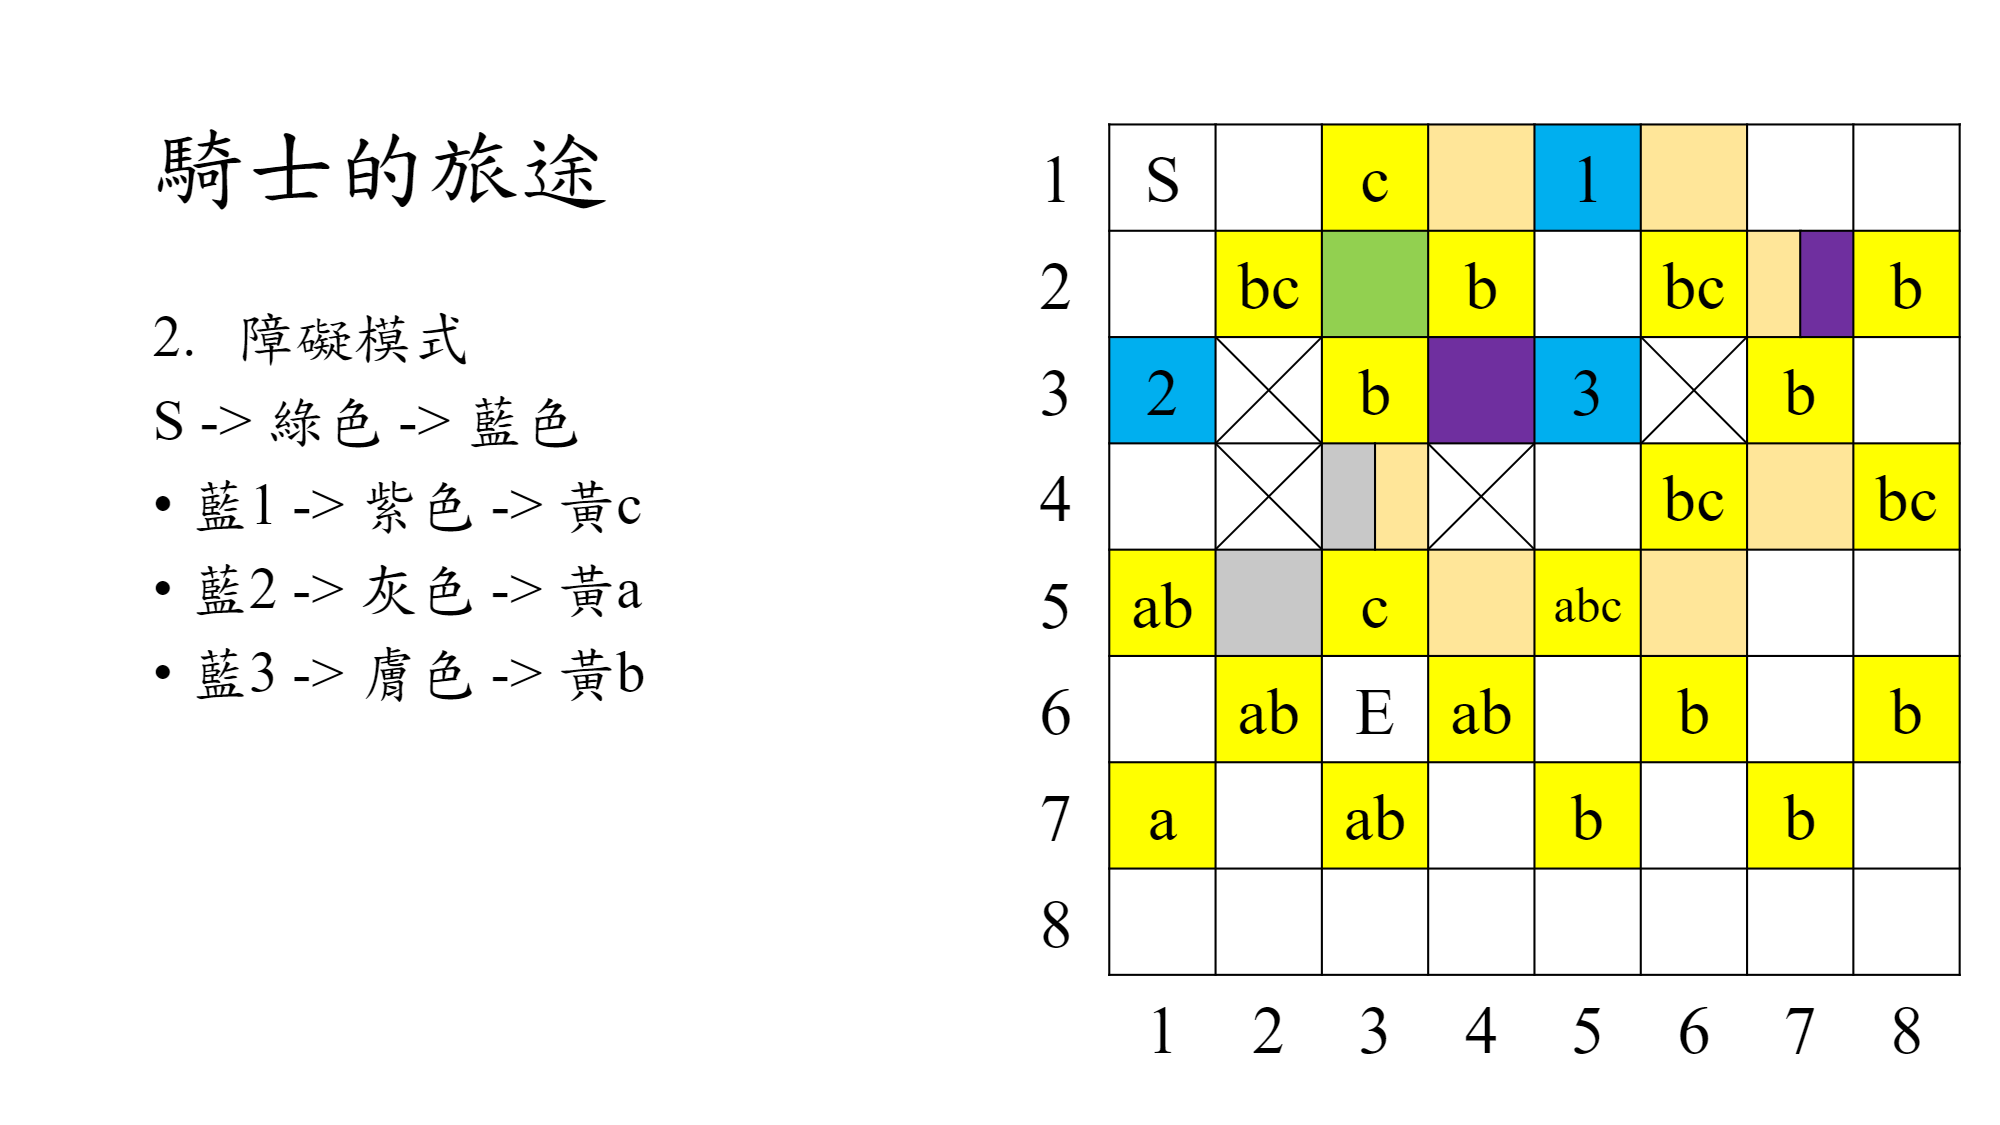 騎士的旅途
2. 障礙模式
S -> 綠色 -> 藍色
• 藍1 -> 紫色 -> 黃c
• 藍2 -> 灰色 -> 黃a
• 藍3 -> 膚色 -> 黃b
1 S c 1
2 bc b bc b
3 2 b 3 b
4 bc bc
5 ab c abc
6 ab E ab b b
7 a ab b b
8
1 2 3 4 5 6 7 8